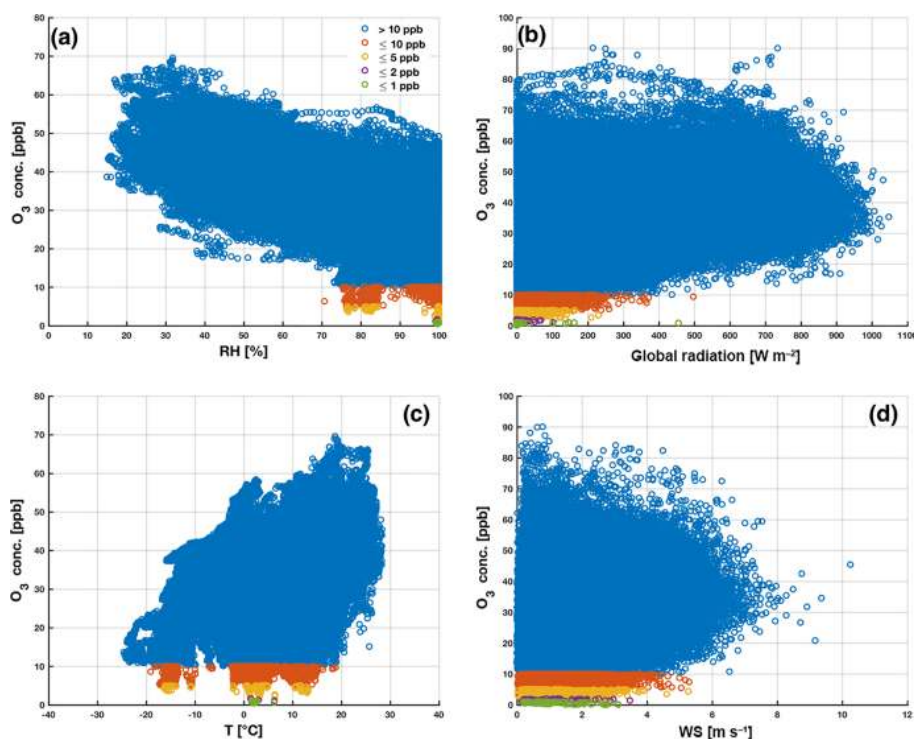 (a)
> 10 ppb
≤ 10 ppb
≤ 5 ppb
≤ 2 ppb
≤ 1 ppb
80
70
60
50
40
30
20
10
0
O3 conc. [ppb]
10 20 30 40 50 60 70 80 90 100
RH [%]
(b)
100
90
80
70
60
50
40
30
20
10
0
O3 conc. [ppb]
0 100 200 300 400 500 600 700 800 900 1000 1100
Global radiation [W m⁻²]
(c)
80
70
60
50
40
30
20
10
0
O3 conc. [ppb]
-40 -30 -20 -10 0 10 20 30 40
T [°C]
(d)
100
90
80
70
60
50
40
30
20
10
0
O3 conc. [ppb]
0 2 4 6 8 10 12
WS [m s⁻¹]